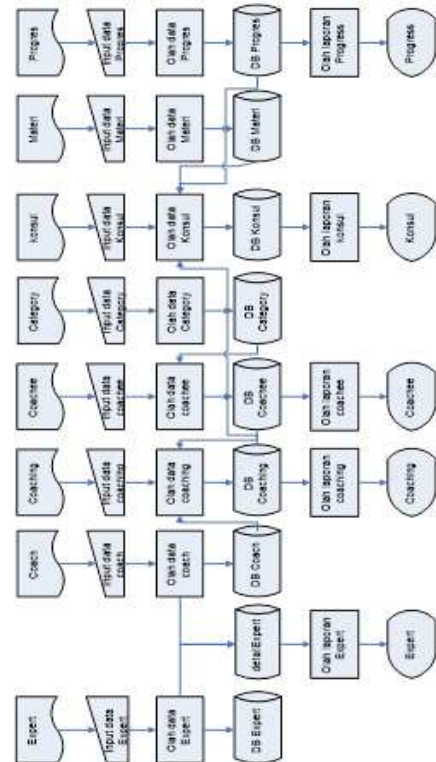 Expert
Coach
Coaching
Coachee
Category
konsul
Materi
Progres
Input data
Expert
Input data
coach
Input data
coaching
Input data
coachee
Input data
Category
Input data
Konsul
Input data
Materi
Input data
Progres
Olah data
Expert
Olah data
coach
Olah data
coaching
Olah data
coachee
Olah data
Category
Olah data
Konsul
Olah data
Materi
Olah data
Progres
DB Expert
detailExpert
DB Coach
DB
Coaching
DB
Coachee
DB
Category
DB Konsul
DB Materi
DB Progres
Olah laporan
Expert
Olah laporan
coaching
Olah laporan
coachee
Olah laporan
konsul
Olah laporan
Progress
Expert
Coaching
Coachee
Konsul
Progress